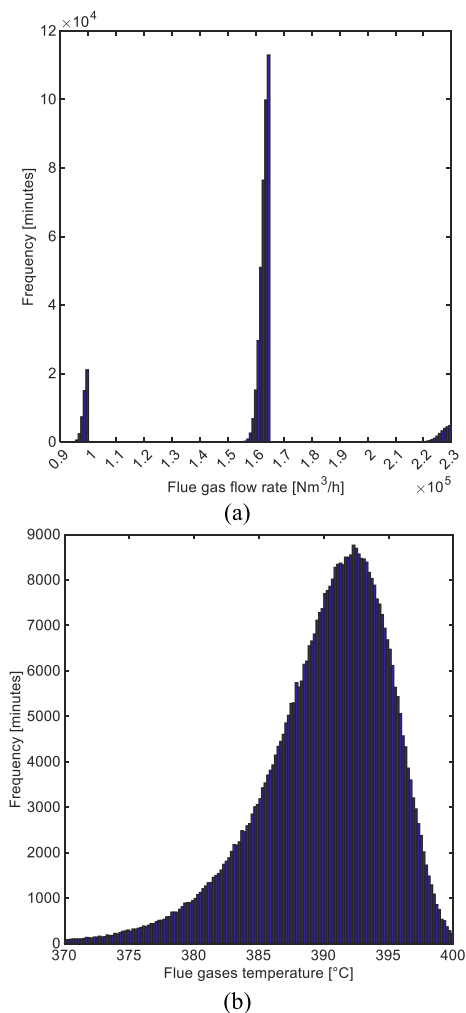 ×10⁴
12
10
8
6
4
2
0
Frequency [minutes]
0.9 1 1.1 1.2 1.3 1.4 1.5 1.6 1.7 1.8 1.9 2 2.1 2.2 2.3
Flue gas flow rate [Nm³/h] ×10⁵
(a)
9000
8000
7000
6000
5000
4000
3000
2000
1000
0
Frequency [minutes]
370 375 380 385 390 395 400
Flue gases temperature [°C]
(b)